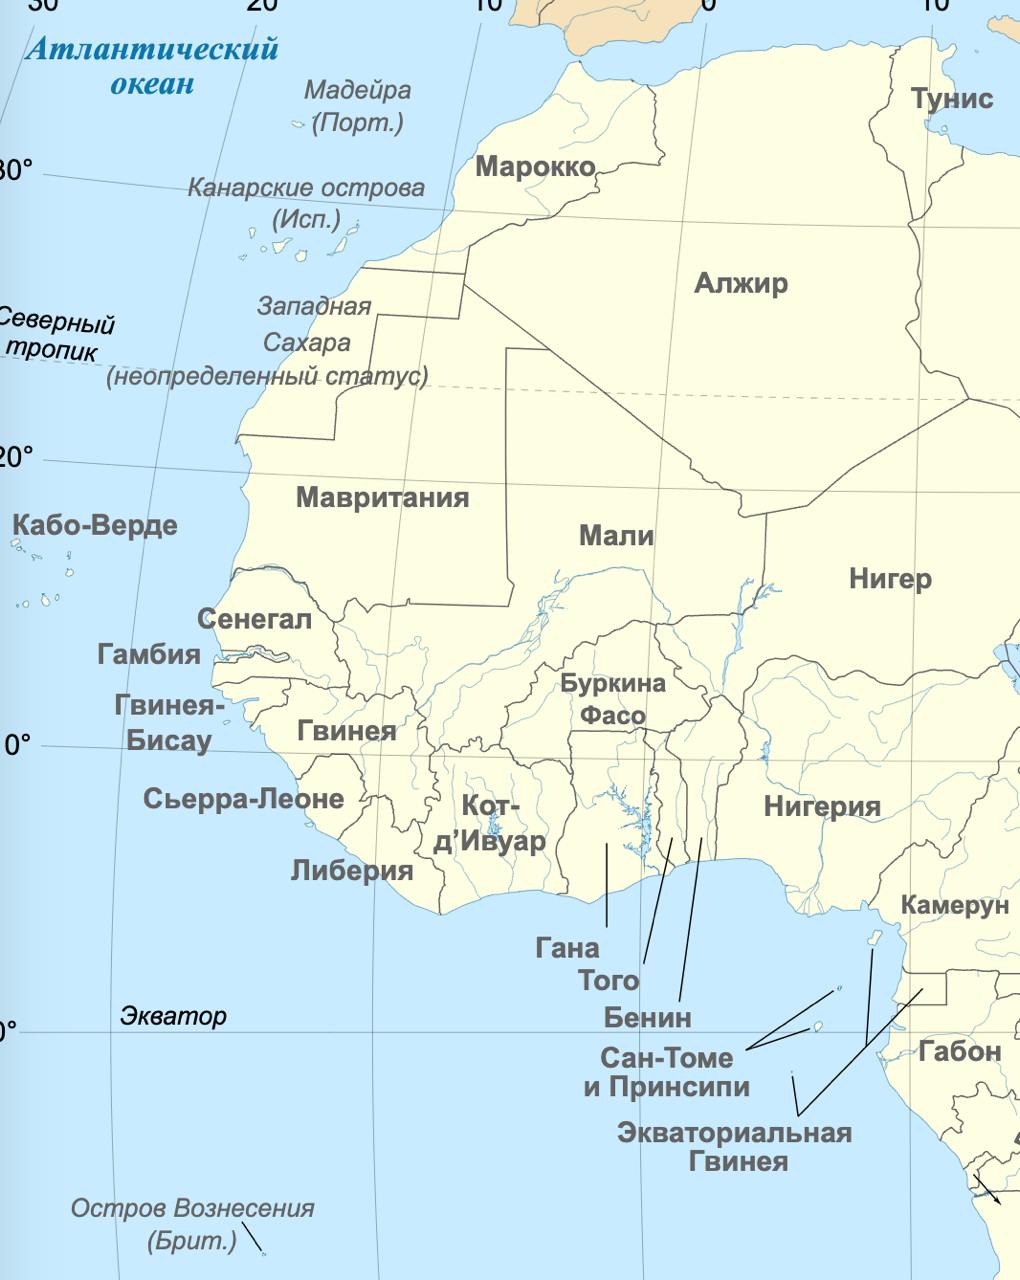 30
20
10
0
10
Атлантический
океан
Мадейра
(Порт.)
Тунис
Марокко
30°
Канарские острова
(Исп.)
Алжир
Западная
Сахара
(неопределенный статус)
Северный
тропик
20°
Мавритания
Кабо-Верде
Мали
Нигер
Сенегал
Гамбия
Буркина
Фасо
Гвинея-
Бисау
Гвинея
0°
Сьерра-Леоне
Кот-
д’Ивуар
Нигерия
Либерия
Камерун
Гана
Того
Бенин
Экватор
0°
Сан-Томе
и Принсипи
Габон
Экваториальная
Гвинея
Остров Вознесения
(Брит.)